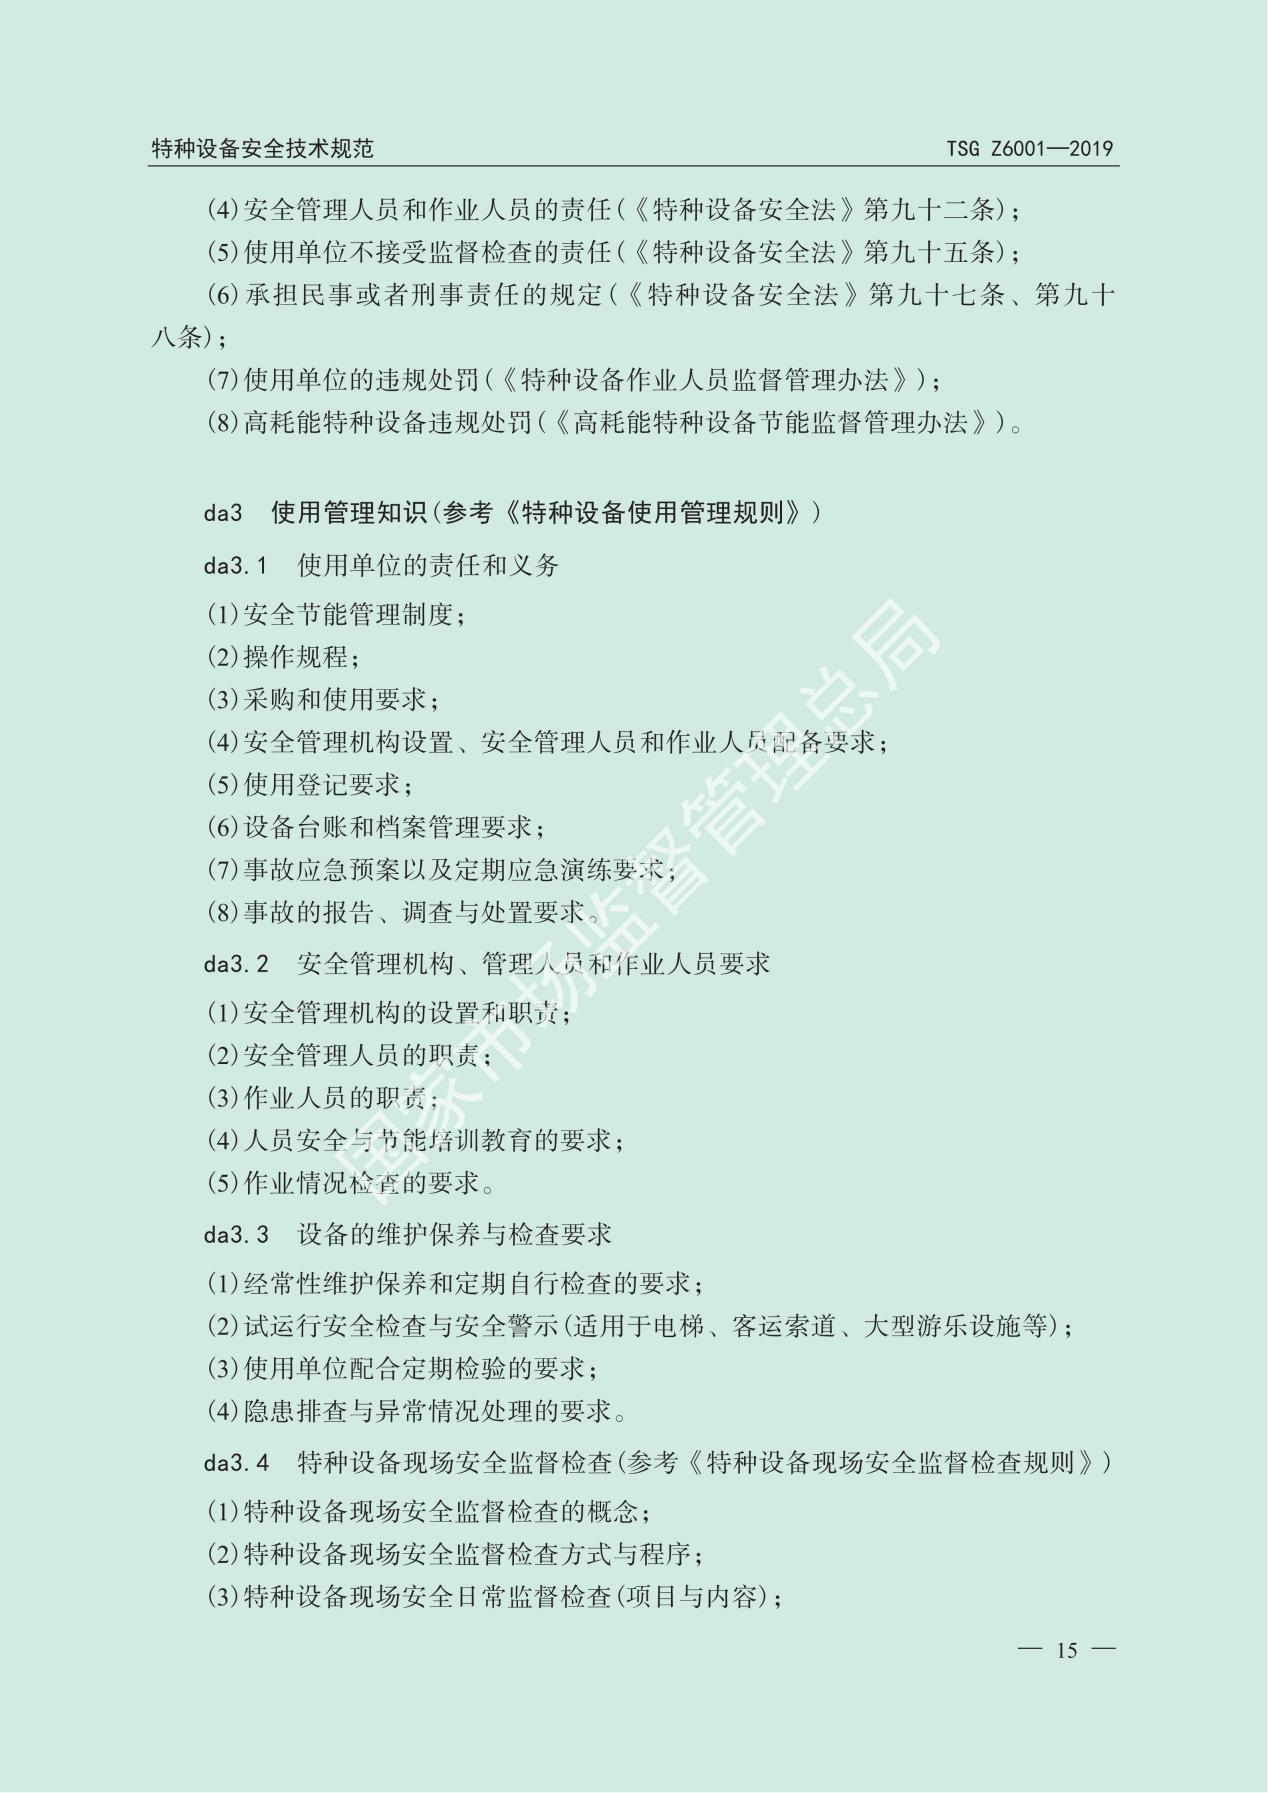 特种设备安全技术规范
TSG Z6001—2019
(4)安全管理人员和作业人员的责任(《特种设备安全法》第九十二条);
(5)使用单位不接受监督检查的责任(《特种设备安全法》第九十五条);
(6)承担民事或者刑事责任的规定(《特种设备安全法》第九十七条、第九十
八条);
(7)使用单位的违规处罚(《特种设备作业人员监督管理办法》);
(8)高耗能特种设备违规处罚(《高耗能特种设备节能监督管理办法》)。
da3 使用管理知识(参考《特种设备使用管理规则》)
da3.1 使用单位的责任和义务
(1)安全节能管理制度;
(2)操作规程;
(3)采购和使用要求;
(4)安全管理机构设置、安全管理人员和作业人员配备要求;
(5)使用登记要求;
(6)设备台账和档案管理要求;
(7)事故应急预案以及定期应急演练要求;
(8)事故的报告、调查与处置要求。
da3.2 安全管理机构、管理人员和作业人员要求
(1)安全管理机构的设置和职责;
(2)安全管理人员的职责;
(3)作业人员的职责;
(4)人员安全与节能培训教育的要求;
(5)作业情况检查的要求。
da3.3 设备的维护保养与检查要求
(1)经常性维护保养和定期自行检查的要求;
(2)试运行安全检查与安全警示(适用于电梯、客运索道、大型游乐设施等);
(3)使用单位配合定期检验的要求;
(4)隐患排查与异常情况处理的要求。
da3.4 特种设备现场安全监督检查(参考《特种设备现场安全监督检查规则》)
(1)特种设备现场安全监督检查的概念;
(2)特种设备现场安全监督检查方式与程序;
(3)特种设备现场安全日常监督检查(项目与内容);
— 15 —
国家市场监督管理总局